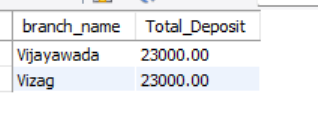 branch_name Total_Deposit
Vijayawada 23000.00
Vizag 23000.00